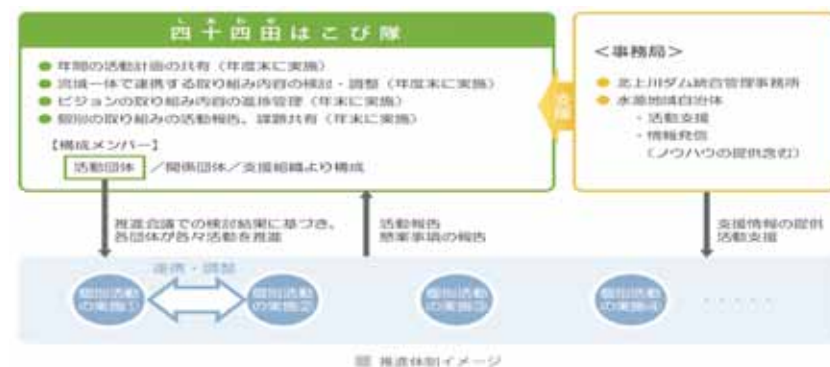 四十四田はこび隊
● 年間の活動計画の共有（年度末に実施）
● 流域一体で連携する取り組み内容の検討・調整（年度末に実施）
● ビジョンの取り組み内容の進捗管理（年末に実施）
● 個別の取り組みの活動報告、課題共有（年末に実施）
【構成メンバー】
活動団体／関係団体／支援組織より構成
支援
＜事務局＞
● 北上川ダム統合管理事務所
● 水源地域自治体
・活動支援
・情報発信
（ノウハウの提供含む）
推進会議での検討結果に基づき、
各団体が各々活動を推進
活動報告
懸案事項の報告
支援情報の提供
活動支援
連携・調整
個別活動
の実施①
個別活動
の実施②
個別活動
の実施③
個別活動
の実施④
・・・・・
推進体制イメージ